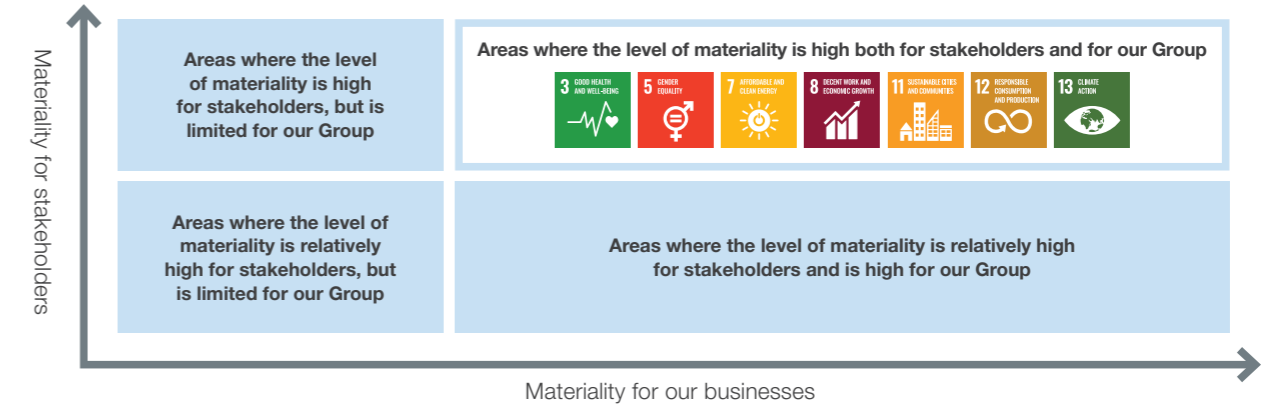 Materiality for stakeholders
Areas where the level
of materiality is high
for stakeholders, but is
limited for our Group
Areas where the level of materiality is high both for stakeholders and for our Group
3 GOOD HEALTH
AND WELL-BEING
5 GENDER
EQUALITY
7 AFFORDABLE AND
CLEAN ENERGY
8 DECENT WORK AND
ECONOMIC GROWTH
11 SUSTAINABLE CITIES
AND COMMUNITIES
12 RESPONSIBLE
CONSUMPTION
AND PRODUCTION
13 CLIMATE
ACTION
Areas where the level of
materiality is relatively
high for stakeholders, but
is limited for our Group
Areas where the level of materiality is relatively high
for stakeholders and is high for our Group
Materiality for our businesses